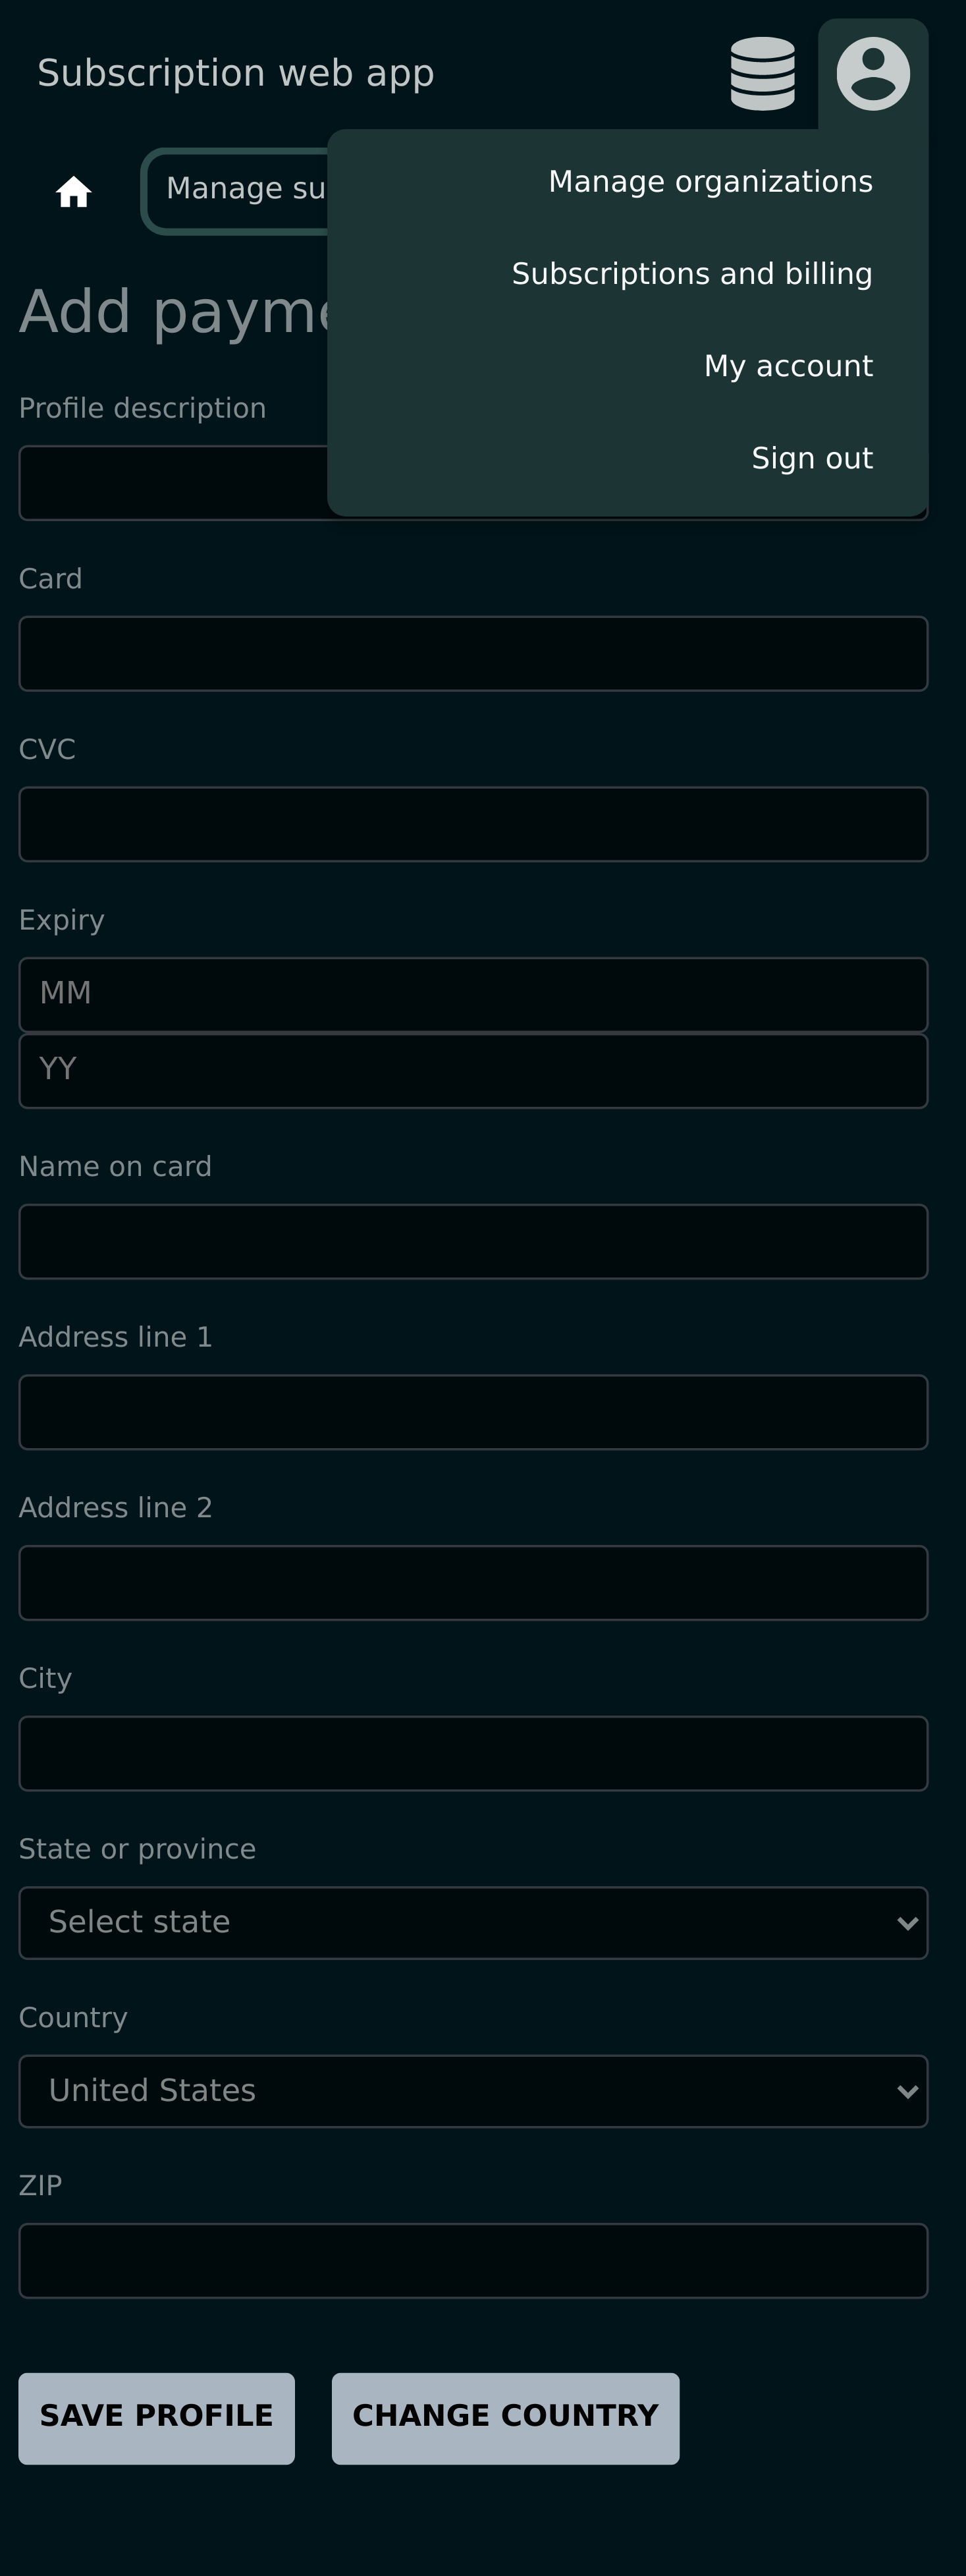 Subscription web app
Manage organizations
Subscriptions and billing
My account
Sign out
Manage su
Add payme
Profile description
Card
CVC
Expiry
MM
YY
Name on card
Address line 1
Address line 2
City
State or province
Select state
Country
United States
ZIP
SAVE PROFILE
CHANGE COUNTRY